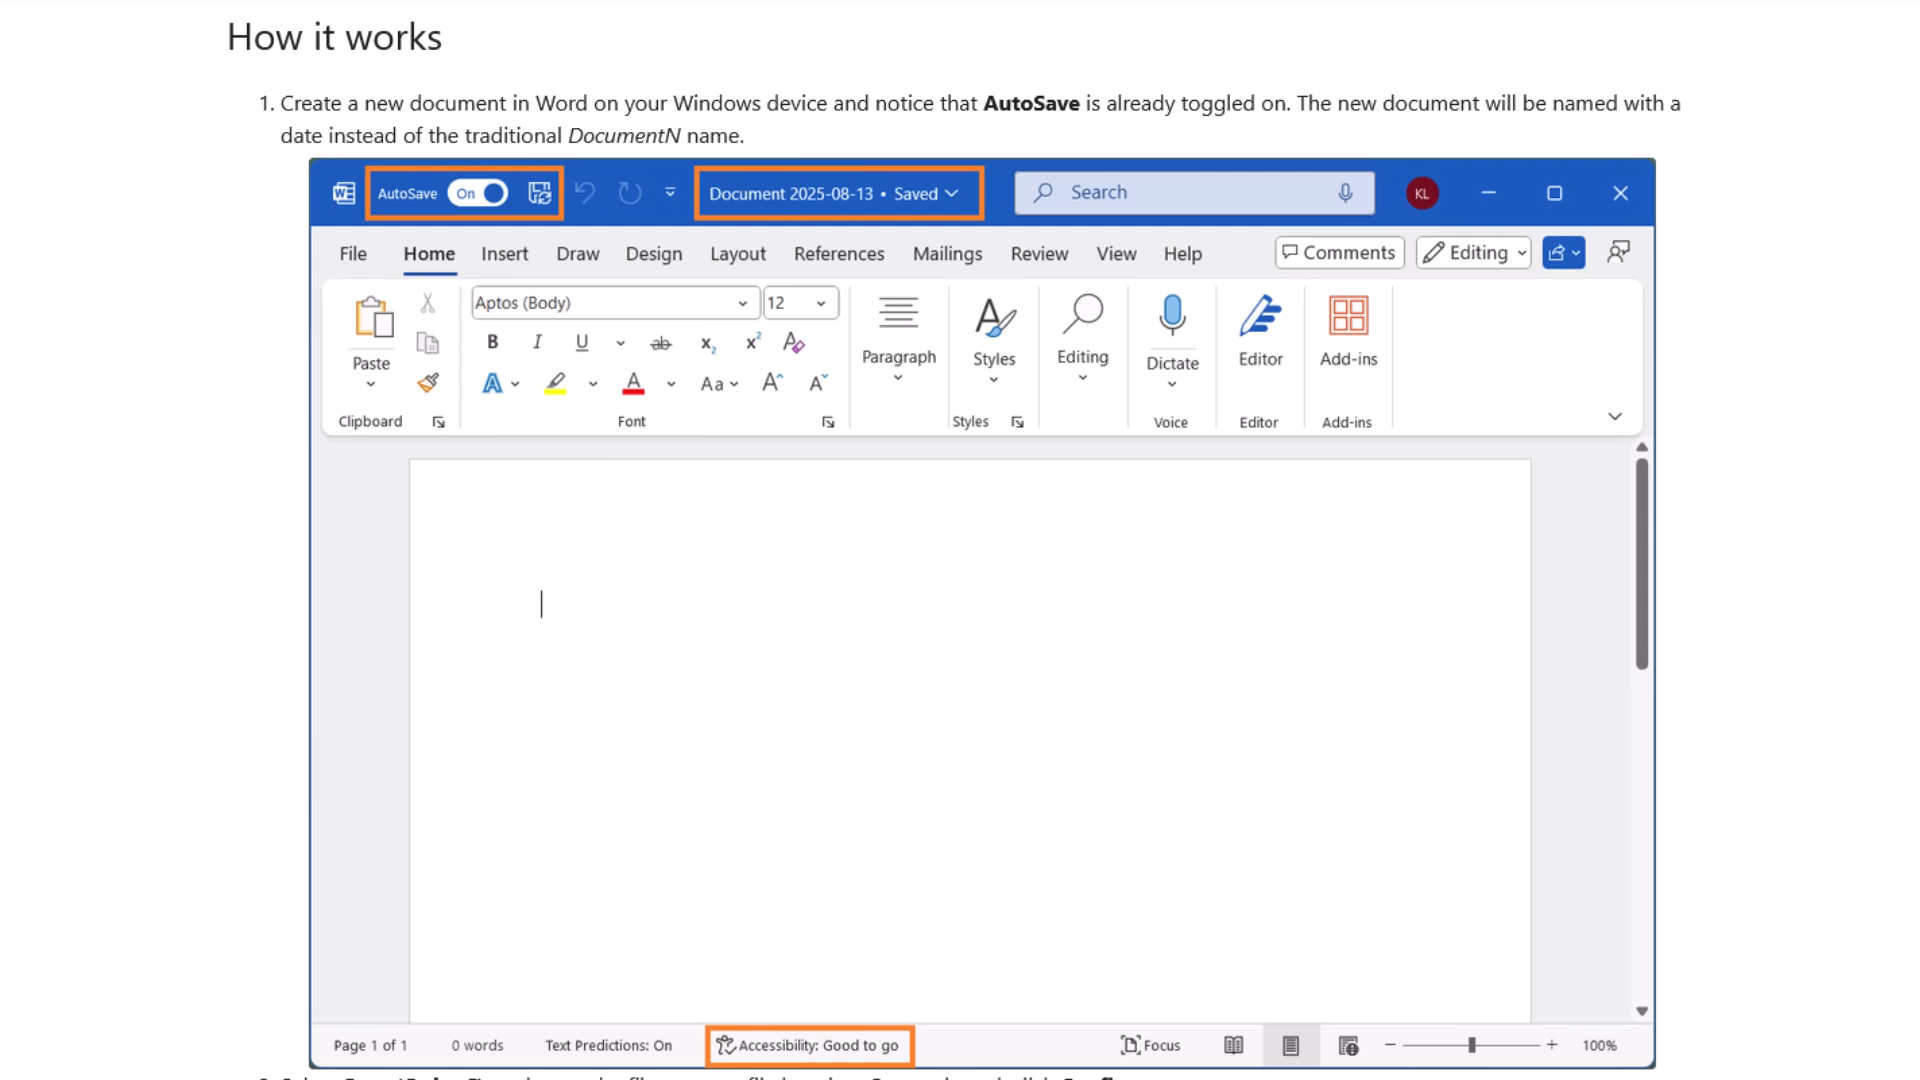 How it works
1. Create a new document in Word on your Windows device and notice that AutoSave is already toggled on. The new document will be named with a
date instead of the traditional DocumentN name.
AutoSave On Document 2025-08-13 • Saved Search KL
File Home Insert Draw Design Layout References Mailings Review View Help Comments Editing
Aptos (Body) 12
B I U ab x₂ x² A
A A Aa A A
Paste Paragraph Styles Editing Dictate Editor Add-ins
Clipboard Font Styles Voice Editor Add-ins
Page 1 of 1 0 words Text Predictions: On Accessibility: Good to go Focus 100%